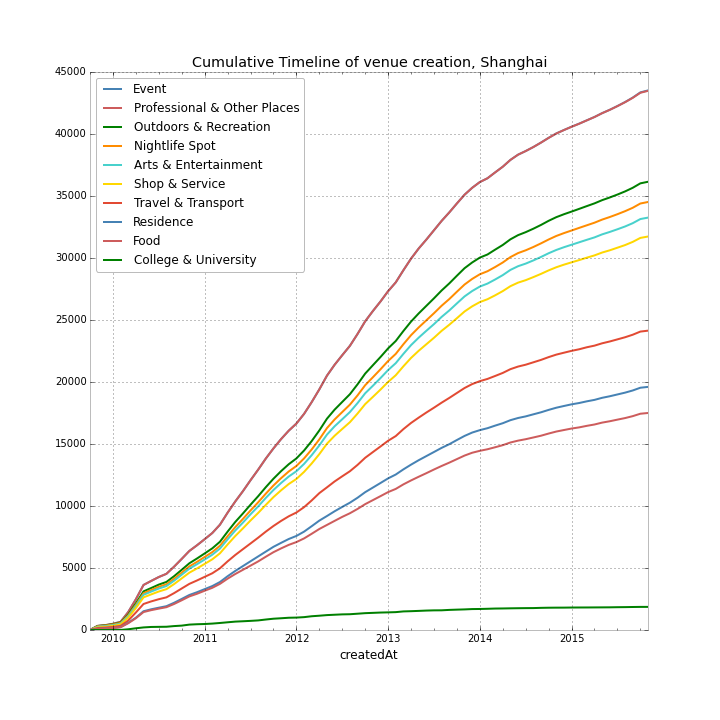 Cumulative Timeline of venue creation, Shanghai
45000
40000
35000
30000
25000
20000
15000
10000
5000
0
Event
Professional & Other Places
Outdoors & Recreation
Nightlife Spot
Arts & Entertainment
Shop & Service
Travel & Transport
Residence
Food
College & University
2010 2011 2012 2013 2014 2015
createdAt